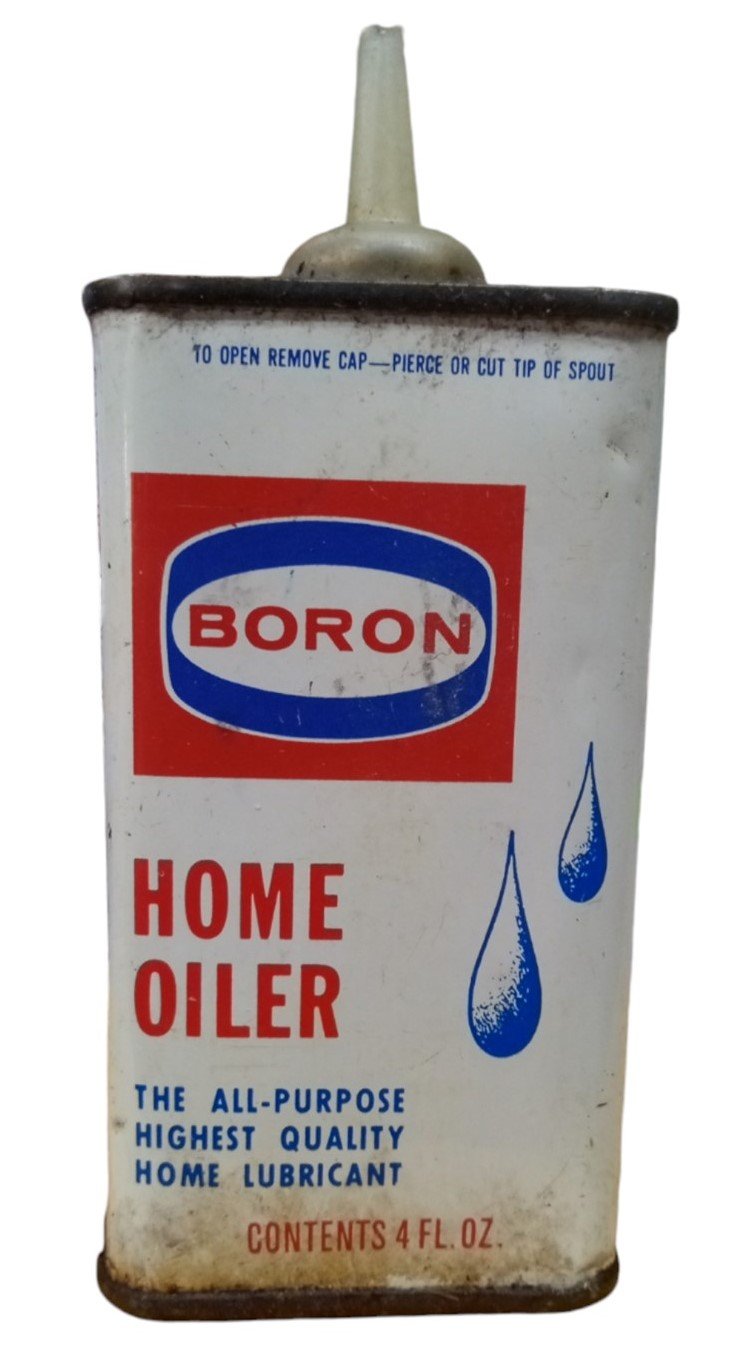 TO OPEN REMOVE CAP—PIERCE OR CUT TIP OF SPOUT
BORON
HOME
OILER
THE ALL-PURPOSE
HIGHEST QUALITY
HOME LUBRICANT
CONTENTS 4 FL. OZ.